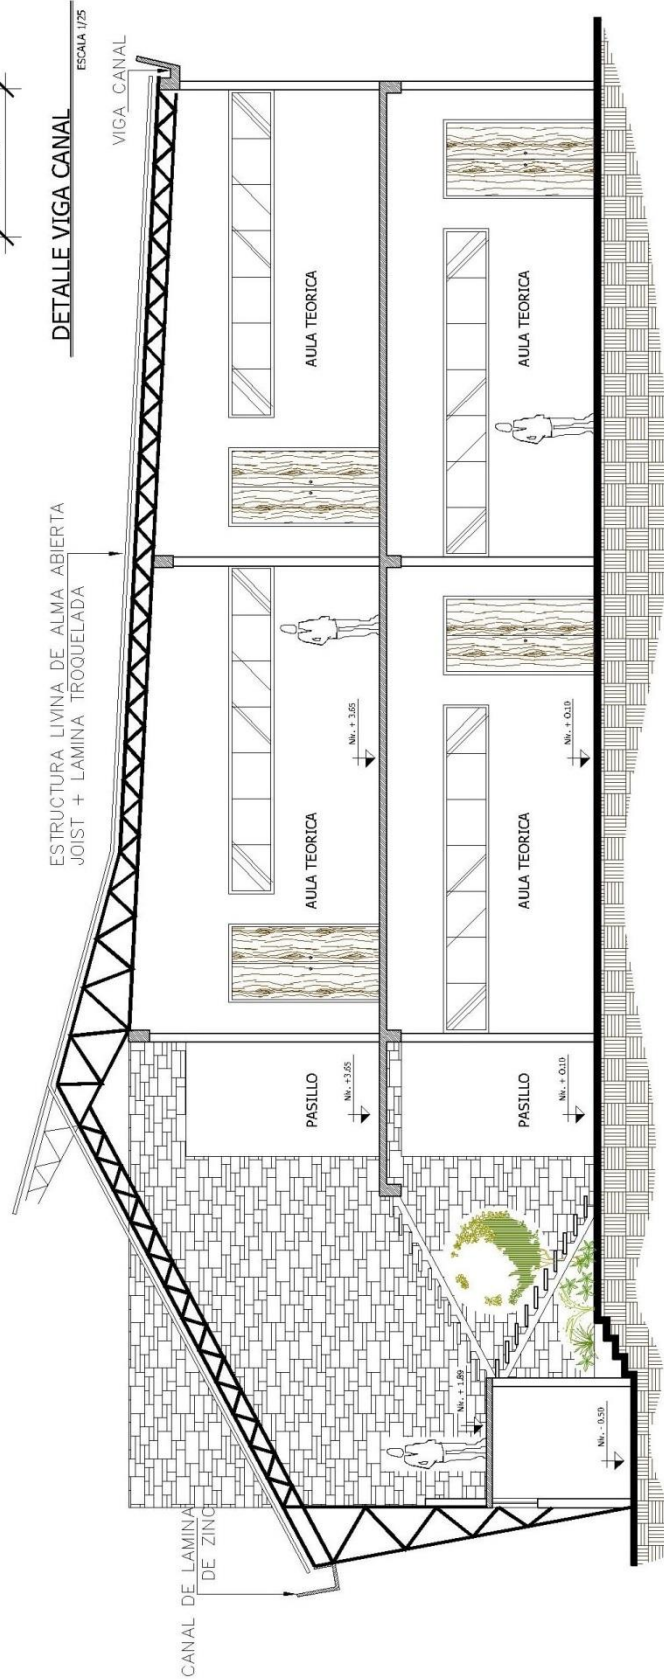 DETALLE VIGA CANAL
ESCALA 1/25
VIGA CANAL
ESTRUCTURA LIVINA DE ALMA ABIERTA
JOIST + LAMINA TROQUELADA
CANAL DE LAMINA
DE ZINC
PASILLO
Niv. +3,65
AULA TEORICA
Niv. + 3,65
AULA TEORICA
Niv. + 1,89
PASILLO
Niv. + 0,10
AULA TEORICA
Niv. + 0,10
AULA TEORICA
Niv. - 0,50